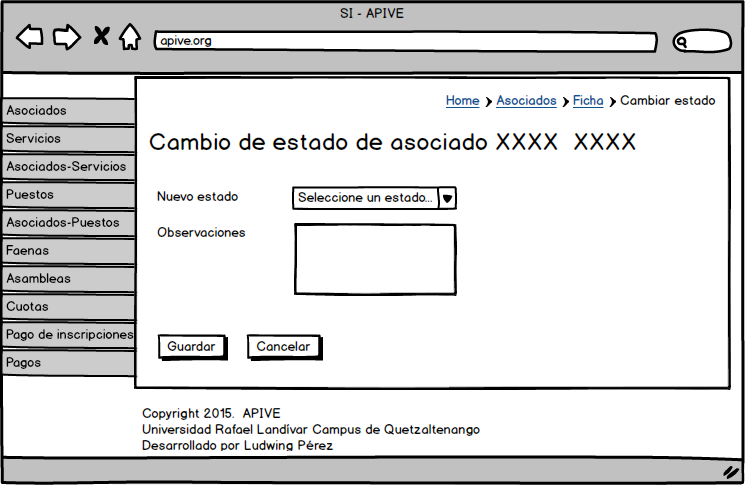 SI - APIVE
apive.org
Home Asociados Ficha Cambiar estado
Asociados
Servicios
Asociados-Servicios
Puestos
Asociados-Puestos
Faenas
Asambleas
Cuotas
Pago de inscripciones
Pagos
Cambio de estado de asociado XXXX XXXX
Nuevo estado
Seleccione un estado...
Observaciones
Guardar
Cancelar
Copyright 2015. APIVE
Universidad Rafael Landívar Campus de Quetzaltenango
Desarrollado por Ludwing Pérez